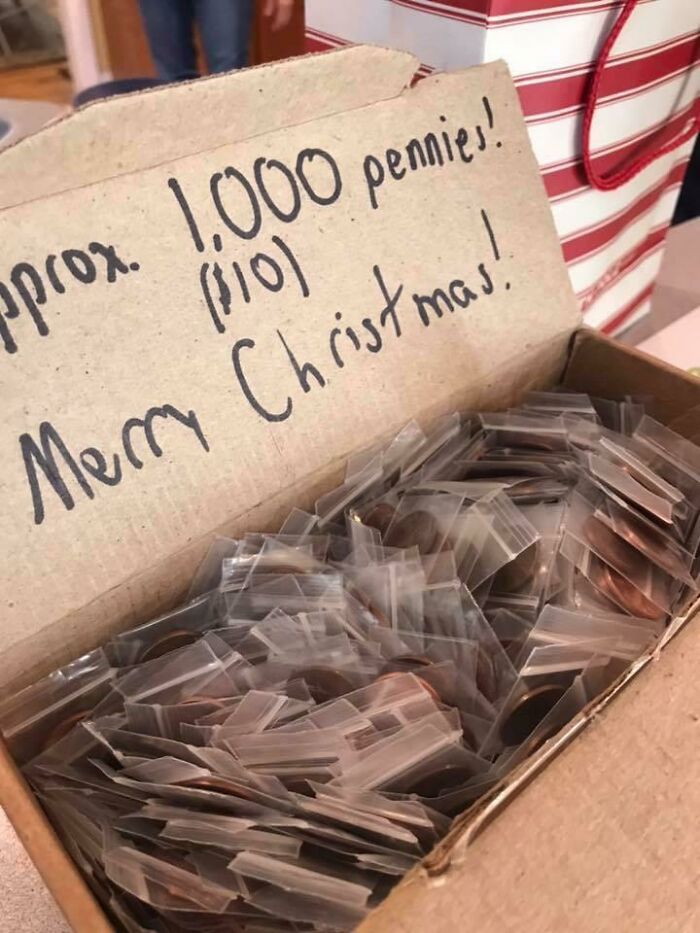 pprox. 1,000 pennies!
($10)
Merry Christmas!